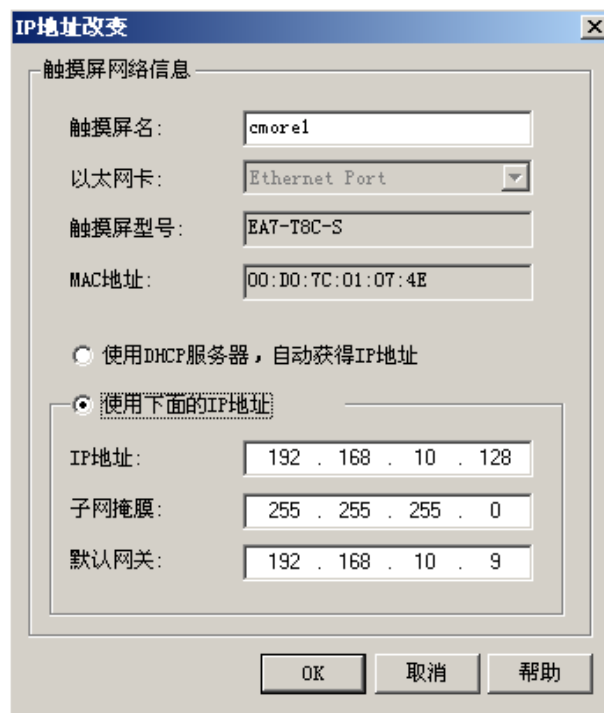 IP地址改变
触摸屏网络信息
触摸屏名: cmore1
以太网卡: Ethernet Port
触摸屏型号: EA7-T8C-S
MAC地址: 00:D0:7C:01:07:4E
使用DHCP服务器，自动获得IP地址
使用下面的IP地址
IP地址: 192 . 168 . 10 . 128
子网掩膜: 255 . 255 . 255 . 0
默认网关: 192 . 168 . 10 . 9
OK 取消 帮助